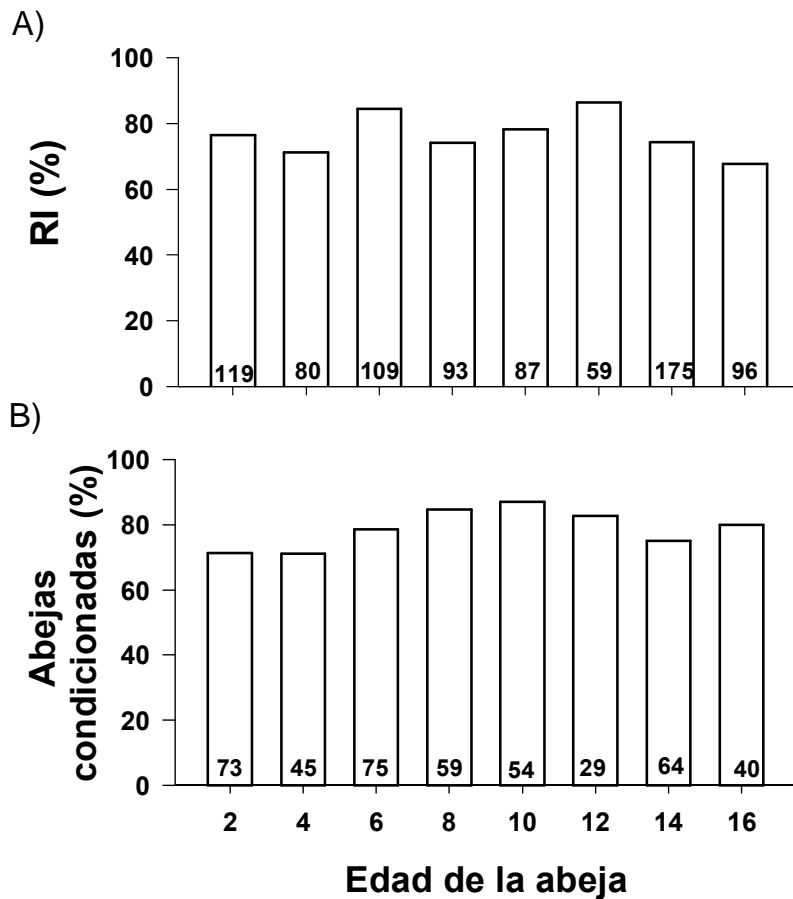 A)
100
80
60
40
20
0
RI (%)
119 80 109 93 87 59 175 96
B)
100
80
60
40
20
0
Abejas
condicionadas (%)
73 45 75 59 54 29 64 40
2 4 6 8 10 12 14 16
Edad de la abeja